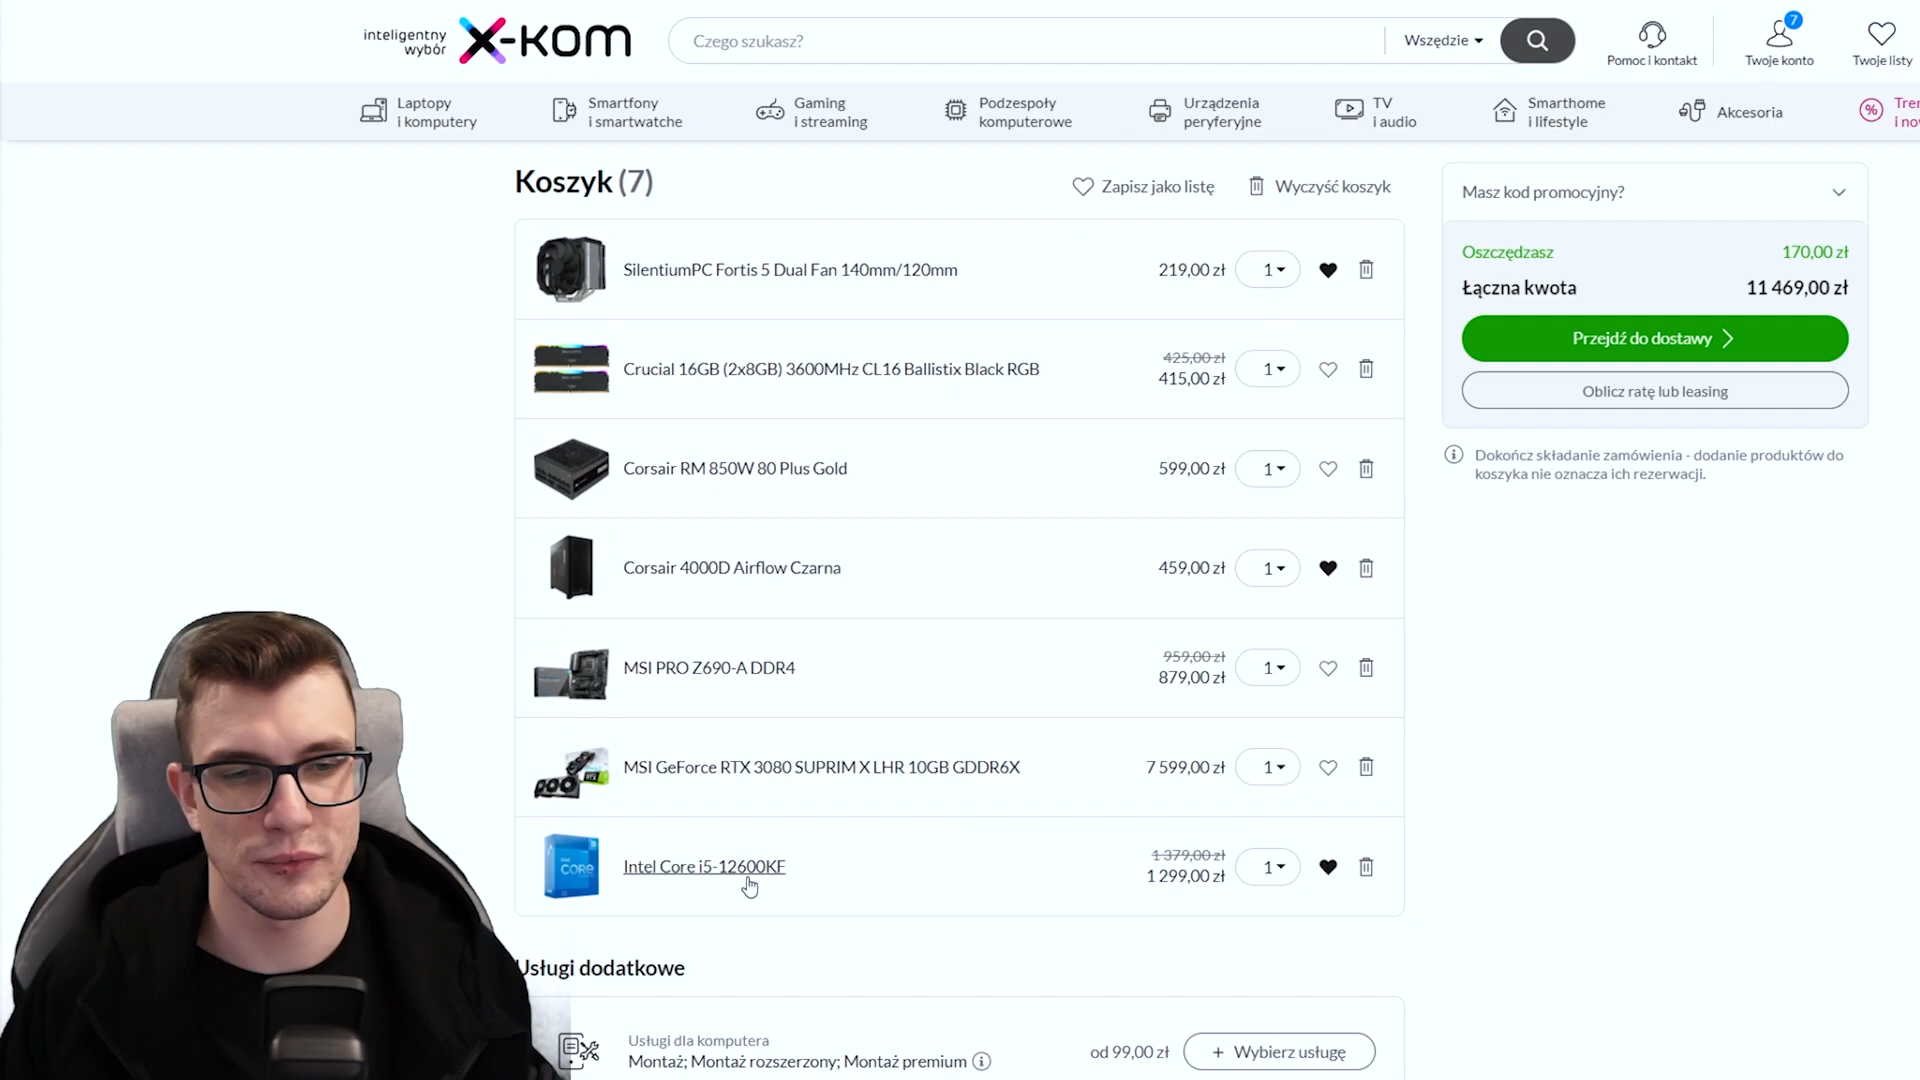 inteligentny
wybór
x-kom
Czego szukasz?
Wszędzie
Pomoc i kontakt
7
Twoje konto
Twoje listy
Laptopy
i komputery
Smartfony
i smartwatche
Gaming
i streaming
Podzespoły
komputerowe
Urządzenia
peryferyjne
TV
i audio
Smarthome
i lifestyle
Akcesoria
%
Koszyk (7)
Zapisz jako listę
Wyczyść koszyk
SilentiumPC Fortis 5 Dual Fan 140mm/120mm
219,00 zł
1
Crucial 16GB (2x8GB) 3600MHz CL16 Ballistix Black RGB
425,00 zł
415,00 zł
1
Corsair RM 850W 80 Plus Gold
599,00 zł
1
Corsair 4000D Airflow Czarna
459,00 zł
1
MSI PRO Z690-A DDR4
959,00 zł
879,00 zł
1
MSI GeForce RTX 3080 SUPRIM X LHR 10GB GDDR6X
7 599,00 zł
1
CORE
Intel Core i5-12600KF
1 379,00 zł
1 299,00 zł
1
Masz kod promocyjny?
Oszczędzasz 170,00 zł
Łączna kwota 11 469,00 zł
Przejdź do dostawy
Oblicz ratę lub leasing
Dokończ składanie zamówienia - dodanie produktów do
koszyka nie oznacza ich rezerwacji.
Usługi dodatkowe
Usługi dla komputera
Montaż; Montaż rozszerzony; Montaż premium
od 99,00 zł
+ Wybierz usługę